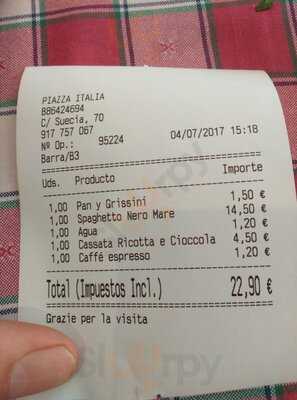 PIAZZA ITALIA
B86424694
C/ Suecia, 70
917 757 067
Nº Op.: 95224 04/07/2017 15:18
Barra/B3
Uds. Producto Importe
1,00 Pan y Grissini 1,50 €
1,00 Spaghetto Nero Mare 14,50 €
1,00 Agua 1,20 €
1,00 Cassata Ricotta e Cioccola 4,50 €
1,00 Caffé espresso 1,20 €
Total (Impuestos Incl.) 22,90 €
Grazie per la visita